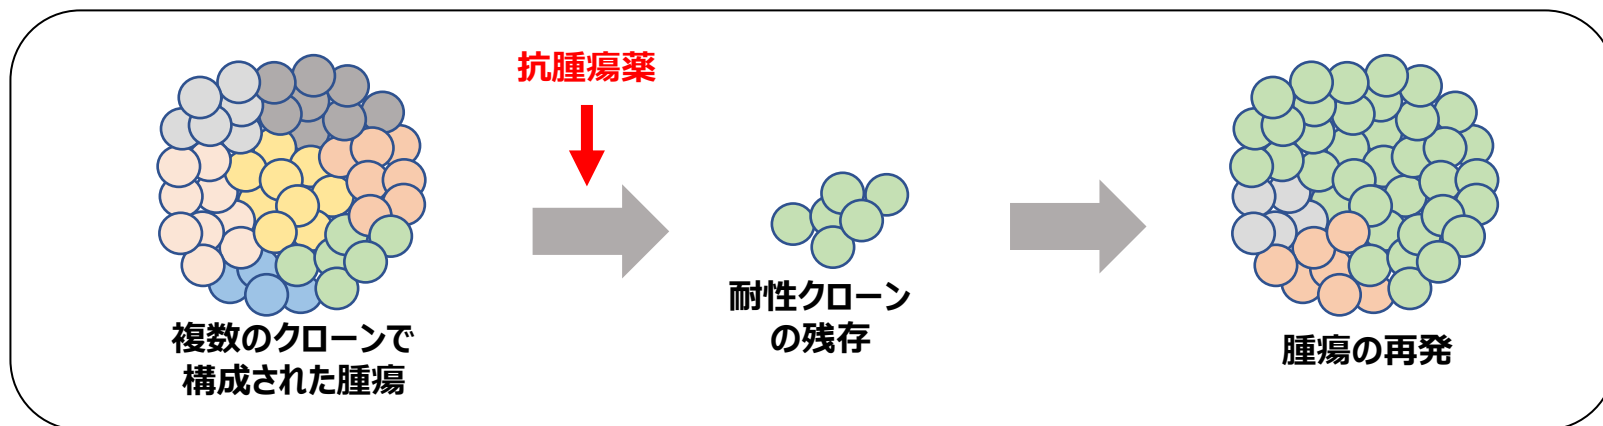 抗腫瘍薬
複数のクローンで
構成された腫瘍
耐性クローン
の残存
腫瘍の再発